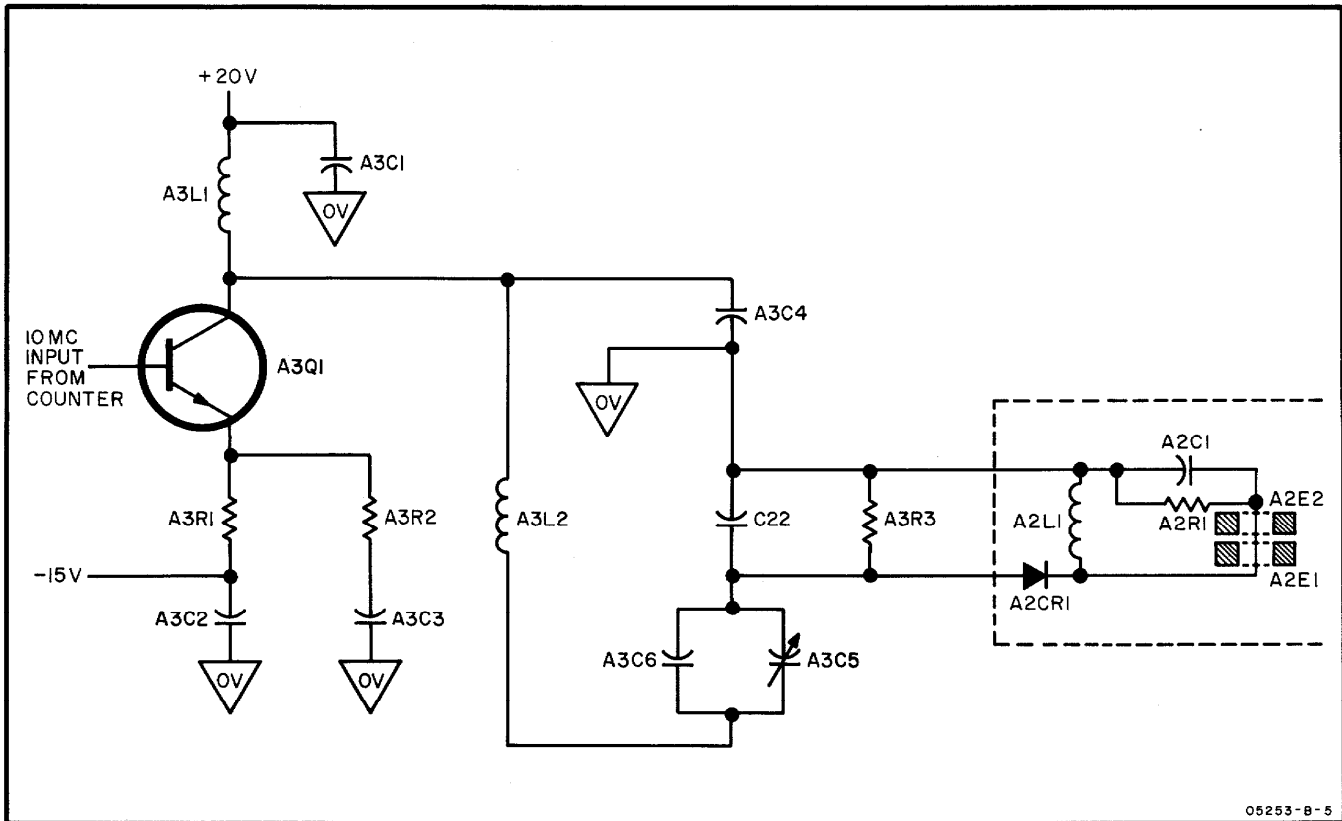 +20V
A3C1
A3L1
0V
10MC
INPUT
FROM
COUNTER
A3Q1
A3C4
0V
A3R1
A3R2
A3L2
C22
A3R3
A2L1
A2C1
A2R1
A2E2
A2E1
A2CR1
-15V
A3C2
A3C3
0V
0V
A3C6
A3C5
05253-B-5